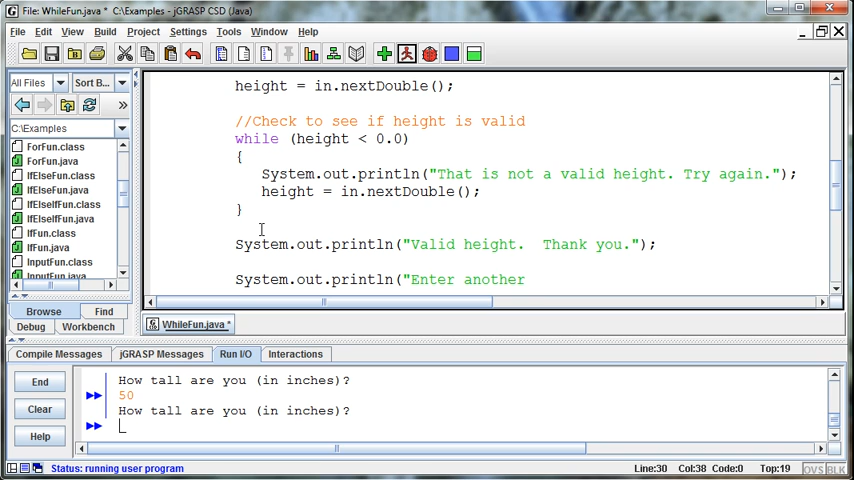 File: WhileFun.java * C:\Examples - jGRASP CSD (Java)
File Edit View Build Project Settings Tools Window Help
All Files Sort B...
C:\Examples
ForFun.class
ForFun.java
IfElseFun.class
IfElseFun.java
IfElseIfFun.class
IfElseIfFun.java
IfFun.class
IfFun.java
InputFun.class
InputFun.java
Browse Find
Debug Workbench
height = in.nextDouble();
//Check to see if height is valid
while (height < 0.0)
{
System.out.println("That is not a valid height. Try again.");
height = in.nextDouble();
}
System.out.println("Valid height.  Thank you.");
System.out.println("Enter another
WhileFun.java *
Compile Messages jGRASP Messages Run I/O Interactions
End
Clear
Help
How tall are you (in inches)?
50
How tall are you (in inches)?
Status: running user program Line:30 Col:38 Code:0 Top:19 OVS BLK